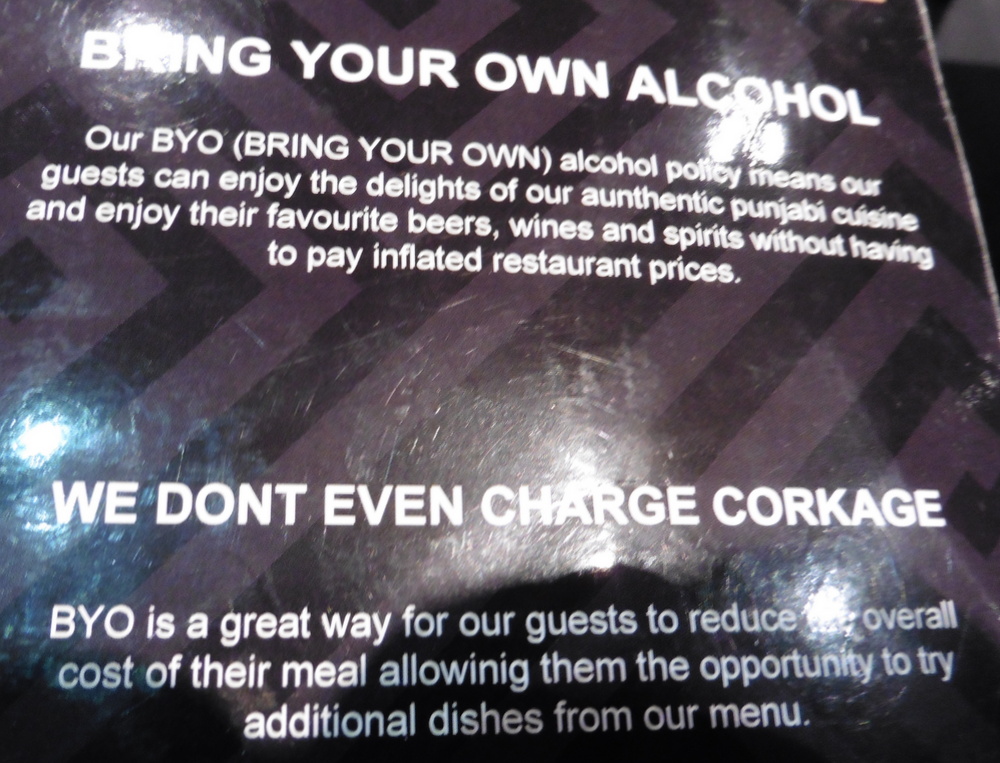 BRING YOUR OWN ALCOHOL
Our BYO (BRING YOUR OWN) alcohol policy means our
guests can enjoy the delights of our aunthentic punjabi cuisine
and enjoy their favourite beers, wines and spirits without having
to pay inflated restaurant prices.
WE DONT EVEN CHARGE CORKAGE
BYO is a great way for our guests to reduce overall
cost of their meal allowinig them the opportunity to try
additional dishes from our menu.